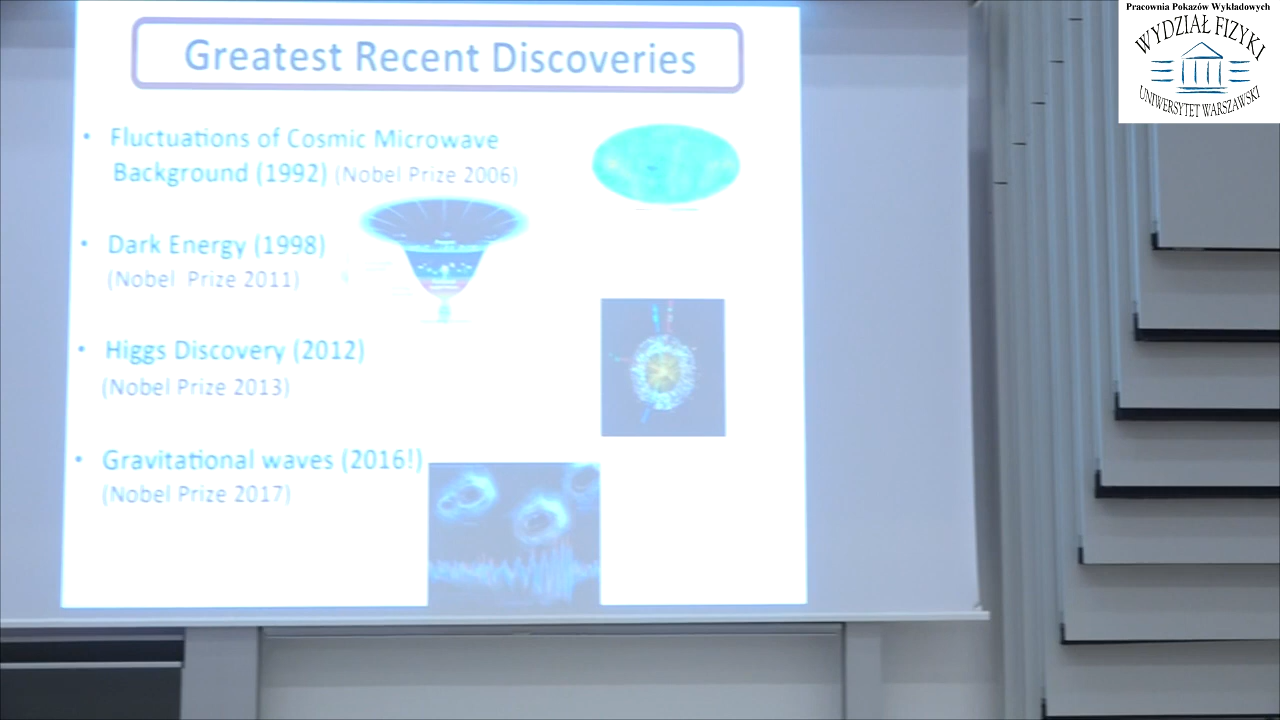 Pracownia Pokazów Wykładowych
WYDZIAŁ FIZYKI
UNIWERSYTET WARSZAWSKI
Greatest Recent Discoveries
• Fluctuations of Cosmic Microwave
Background (1992) (Nobel Prize 2006)
• Dark Energy (1998)
(Nobel Prize 2011)
• Higgs Discovery (2012)
(Nobel Prize 2013)
• Gravitational waves (2016!)
(Nobel Prize 2017)